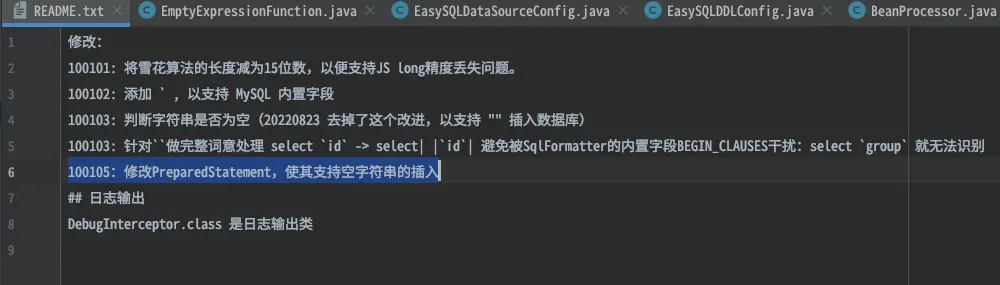 README.txt EmptyExpressionFunction.java EasySQLDataSourceConfig.java EasySQLDDLConfig.java BeanProcessor.java
1 修改：
2 100101：将雪花算法的长度减为15位数，以便支持JS long精度丢失问题。
3 100102：添加 ` ，以支持 MySQL 内置字段
4 100103：判断字符串是否为空（20220823 去掉了这个改进，以支持 "" 插入数据库）
5 100103：针对``做完整词意处理 select `id` -> select| |`id`| 避免被SqlFormatter的内置字段BEGIN_CLAUSES干扰：select `group` 就无法识别
6 100105：修改PreparedStatement，使其支持空字符串的插入
7 ## 日志输出
8 DebugInterceptor.class 是日志输出类
9